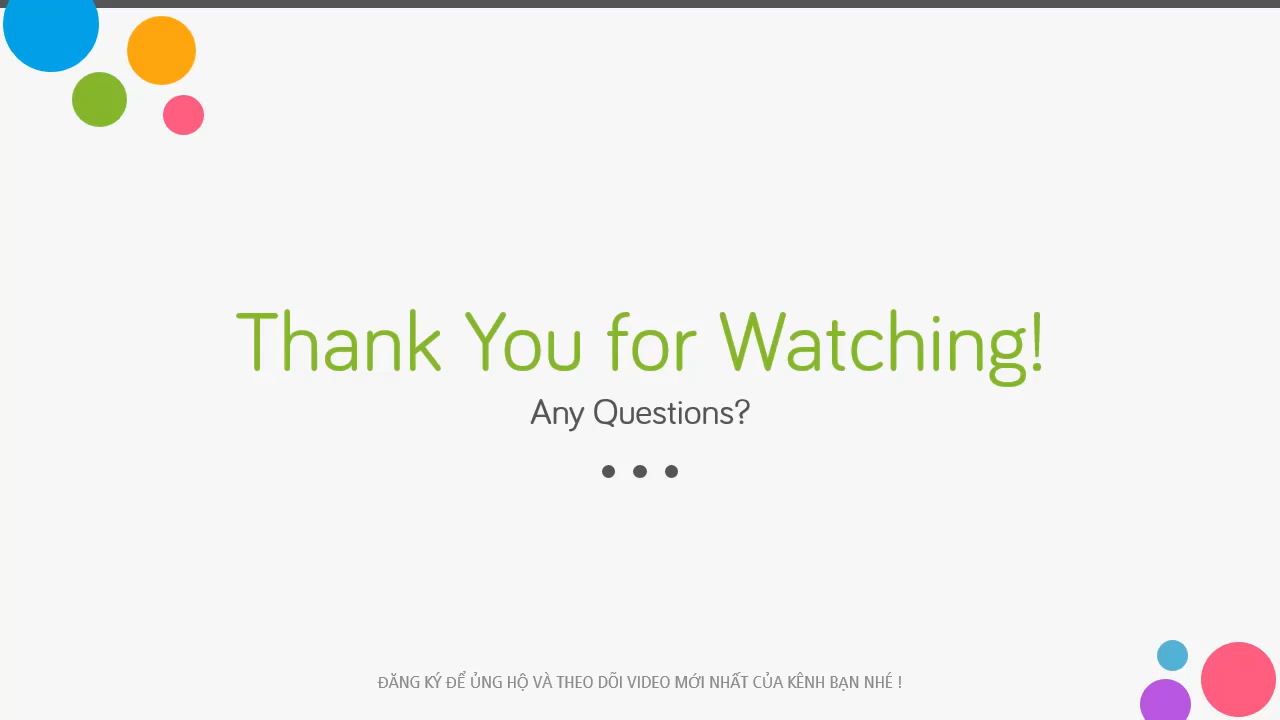 Thank You for Watching!
Any Questions?
ĐĂNG KÝ ĐỂ ỦNG HỘ VÀ THEO DÕI VIDEO MỚI NHẤT CỦA KÊNH BẠN NHÉ !